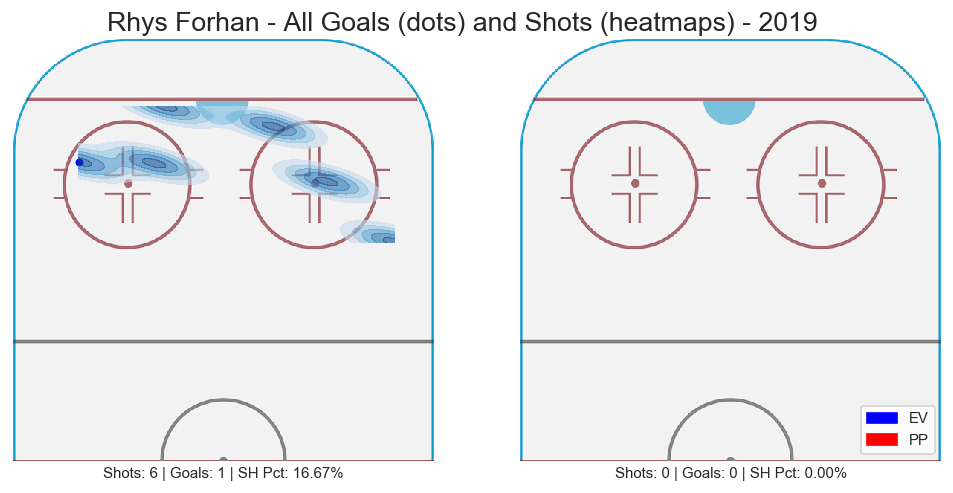 Rhys Forhan - All Goals (dots) and Shots (heatmaps) - 2019
EV
PP
Shots: 6 | Goals: 1 | SH Pct: 16.67%
Shots: 0 | Goals: 0 | SH Pct: 0.00%